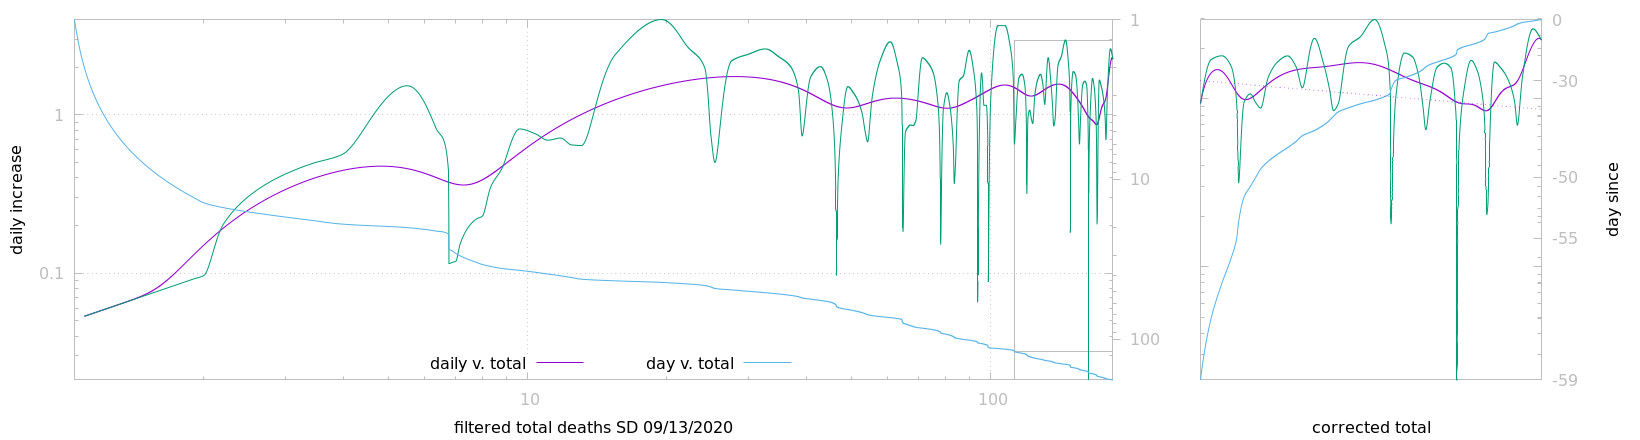 daily increase
1
0.1
daily v. total
day v. total
10
100
1
10
100
filtered total deaths SD 09/13/2020
0
-30
-50
-55
-59
day since
corrected total